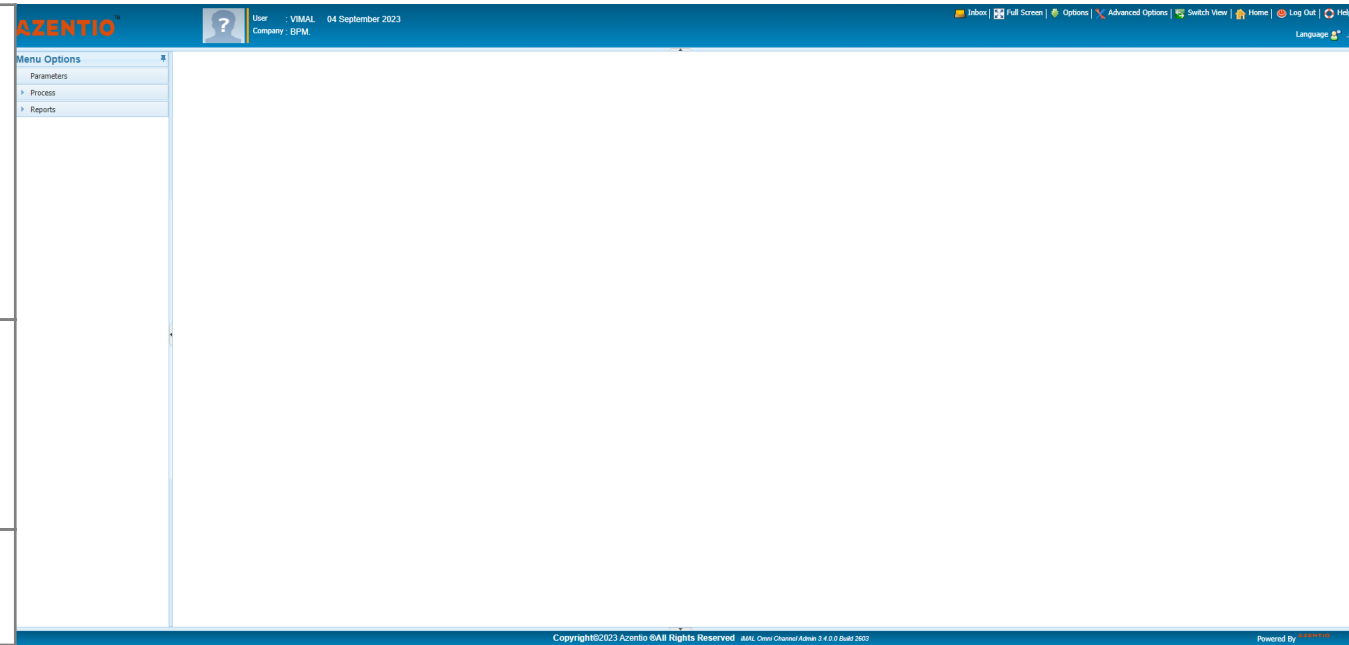 AZENTIO
User : VIMAL 04 September 2023
Company : BPM.
Inbox | Full Screen | Options | Advanced Options | Switch View | Home | Log Out | Hel
Language
Menu Options
Parameters
Process
Reports
Copyright©2023 Azentio ©All Rights Reserved iMAL Omni Channel Admin 3.4.0.0 Build 2603
Powered By AZENTIO